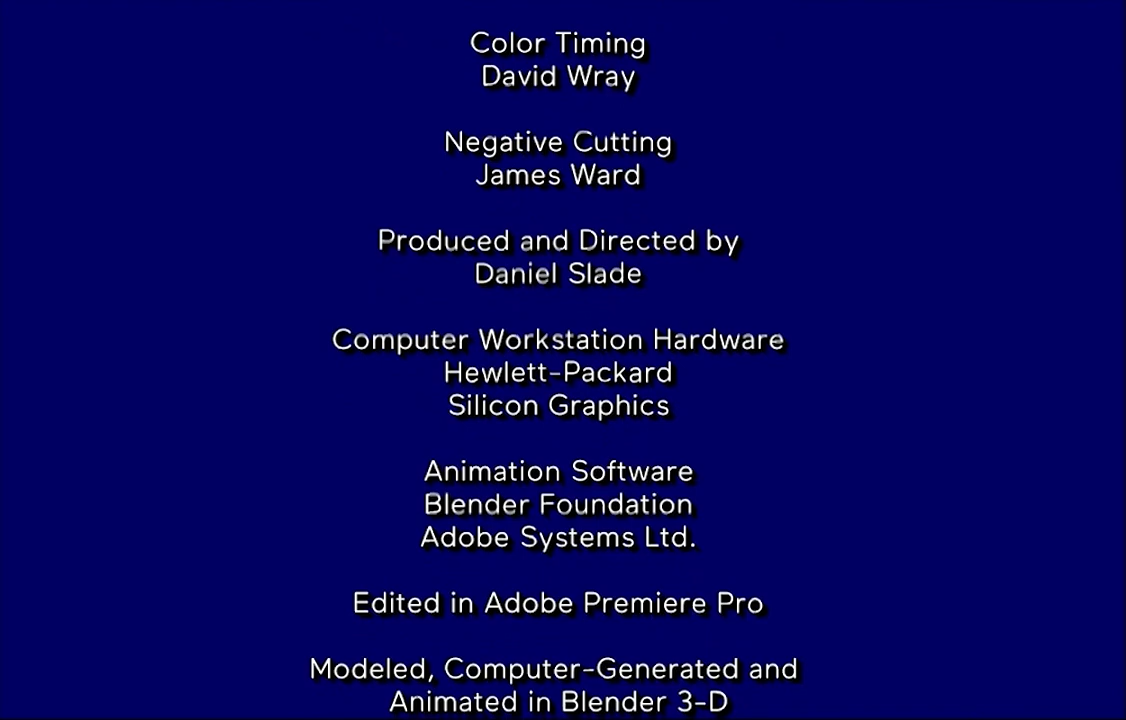 Color Timing
David Wray
Negative Cutting
James Ward
Produced and Directed by
Daniel Slade
Computer Workstation Hardware
Hewlett-Packard
Silicon Graphics
Animation Software
Blender Foundation
Adobe Systems Ltd.
Edited in Adobe Premiere Pro
Modeled, Computer-Generated and
Animated in Blender 3-D